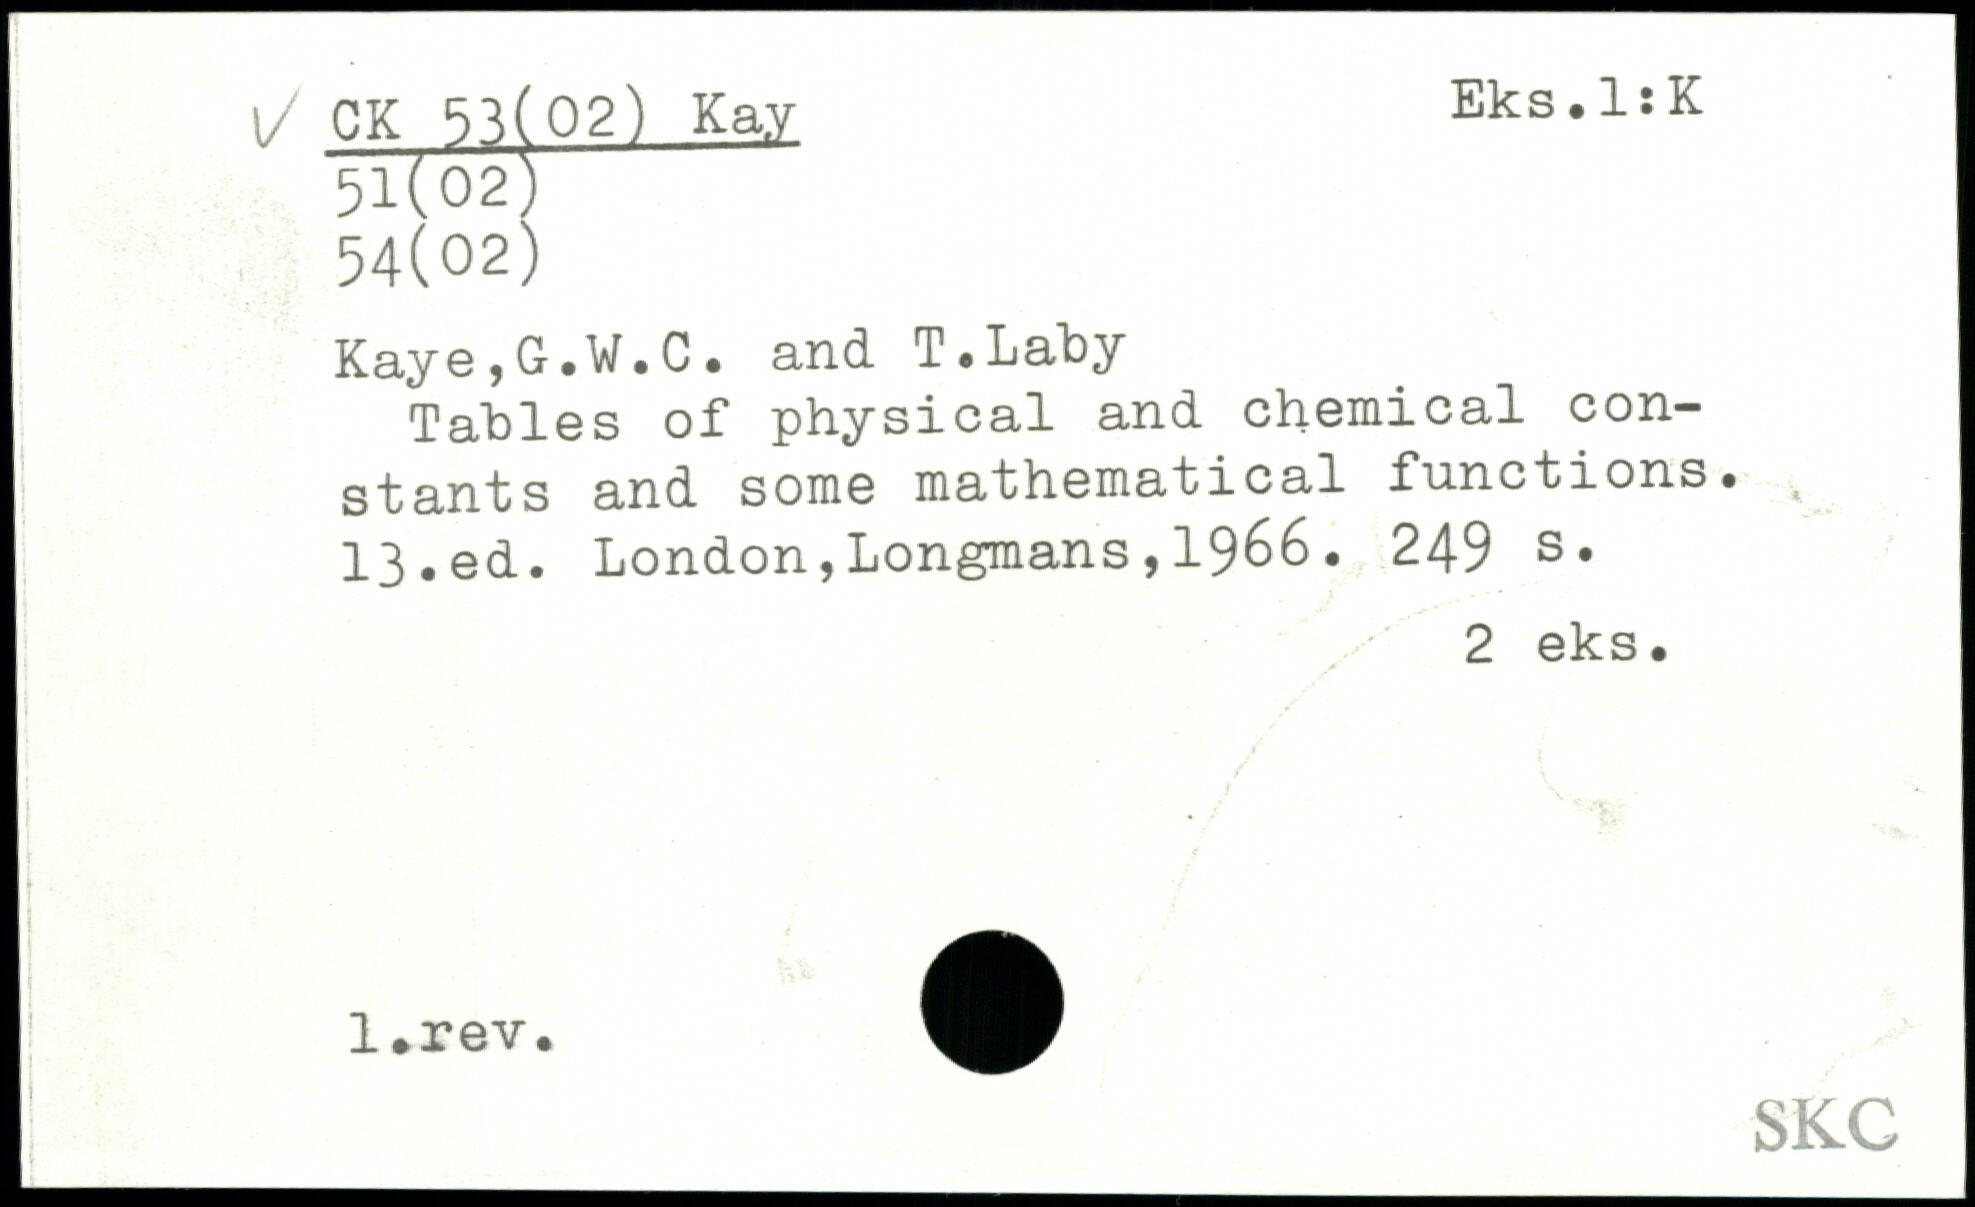 ✓ CK 53(02) Kay Eks.1:K
51(02)
54(02)
Kaye,G.W.C. and T.Laby
Tables of physical and chemical con-
stants and some mathematical functions.
13.ed. London,Longmans,1966. 249 s.
2 eks.
1.rev.
SKC